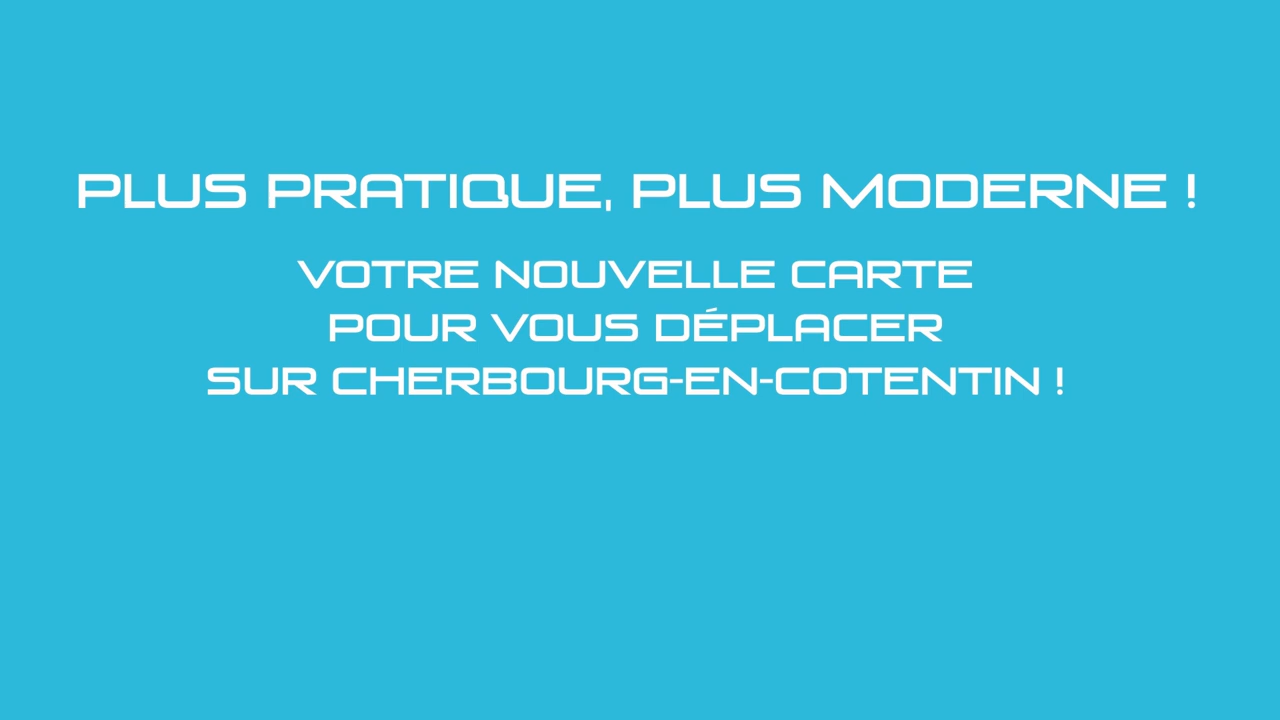 PLUS PRATIQUE, PLUS MODERNE !
VOTRE NOUVELLE CARTE
POUR VOUS DÉPLACER
SUR CHERBOURG-EN-COTENTIN !